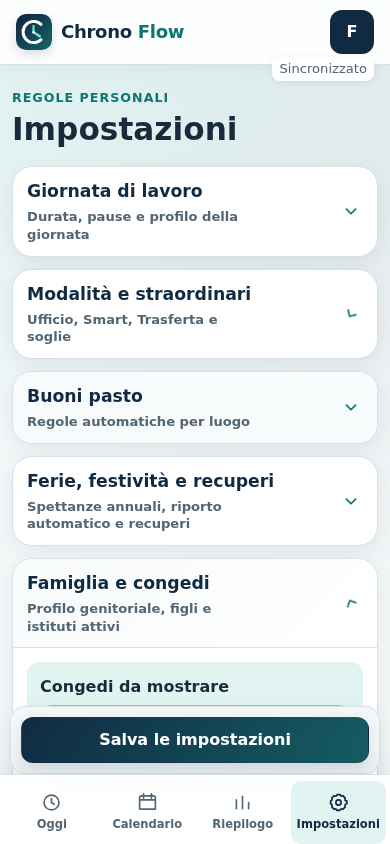 Chrono Flow
F
Sincronizzato
REGOLE PERSONALI
Impostazioni
Giornata di lavoro
Durata, pause e profilo della
giornata
Modalità e straordinari
Ufficio, Smart, Trasferta e
soglie
Buoni pasto
Regole automatiche per luogo
Ferie, festività e recuperi
Spettanze annuali, riporto
automatico e recuperi
Famiglia e congedi
Profilo genitoriale, figli e
istituti attivi
Congedi da mostrare
Salva le impostazioni
Oggi
Calendario
Riepilogo
Impostazioni